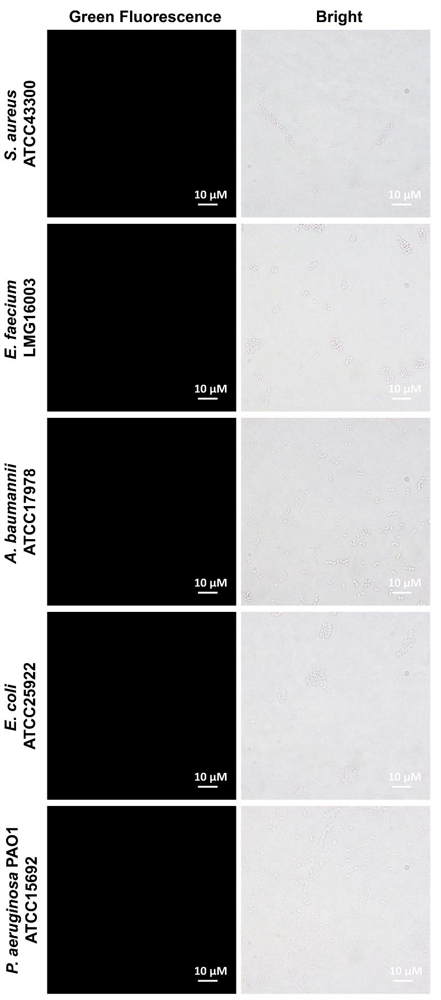 Green Fluorescence
Bright
S. aureus
ATCC43300
10 µM
10 µM
E. faecium
LMG16003
10 µM
10 µM
A. baumannii
ATCC17978
10 µM
10 µM
E. coli
ATCC25922
10 µM
10 µM
P. aeruginosa PAO1
ATCC15692
10 µM
10 µM